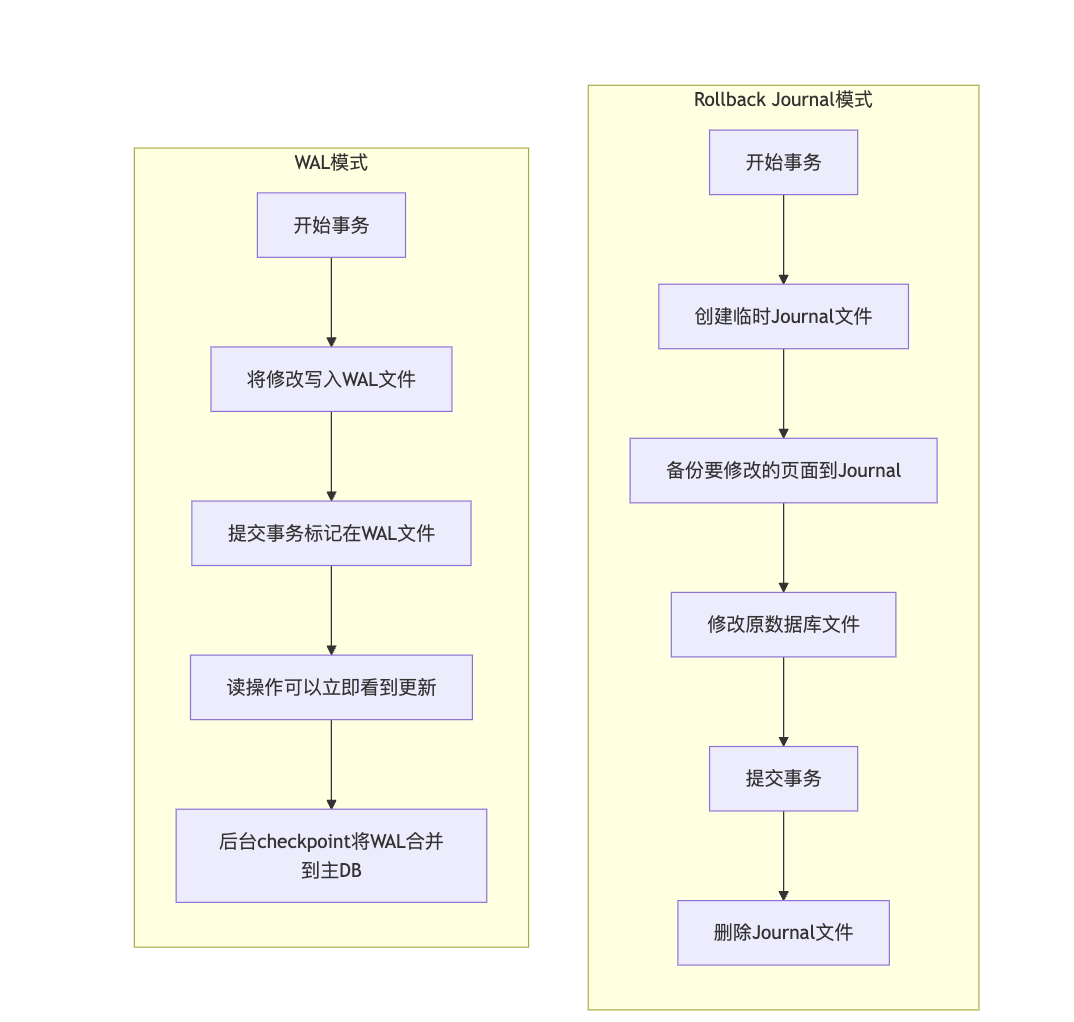 WAL模式
开始事务
将修改写入WAL文件
提交事务标记在WAL文件
读操作可以立即看到更新
后台checkpoint将WAL合并
到主DB
Rollback Journal模式
开始事务
创建临时Journal文件
备份要修改的页面到Journal
修改原数据库文件
提交事务
删除Journal文件